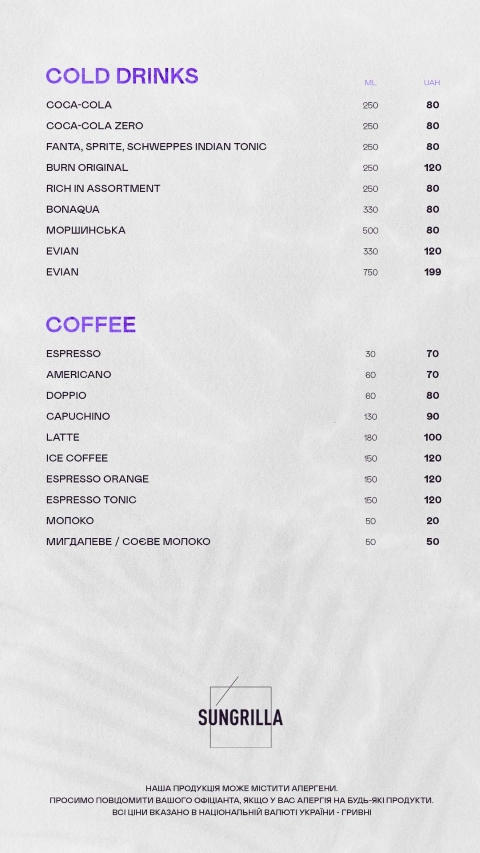 COLD DRINKS ML UAH
COCA-COLA 250 80
COCA-COLA ZERO 250 80
FANTA, SPRITE, SCHWEPPES INDIAN TONIC 250 80
BURN ORIGINAL 250 120
RICH IN ASSORTMENT 250 80
BONAQUA 330 80
МОРШИНСЬКА 500 80
EVIAN 330 120
EVIAN 750 199
COFFEE
ESPRESSO 30 70
AMERICANO 60 70
DOPPIO 60 80
CAPUCHINO 130 90
LATTE 180 100
ICE COFFEE 150 120
ESPRESSO ORANGE 150 120
ESPRESSO TONIC 150 120
МОЛОКО 50 20
МИГДАЛЕВЕ / СОЄВЕ МОЛОКО 50 50
SUNGRILLA
НАША ПРОДУКЦІЯ МОЖЕ МІСТИТИ АЛЕРГЕНИ.
ПРОСИМО ПОВІДОМИТИ ВАШОГО ОФІЦІАНТА, ЯКЩО У ВАС АЛЕРГІЯ НА БУДЬ-ЯКІ ПРОДУКТИ.
ВСІ ЦІНИ ВКАЗАНО В НАЦІОНАЛЬНІЙ ВАЛЮТІ УКРАЇНИ - ГРИВНІ